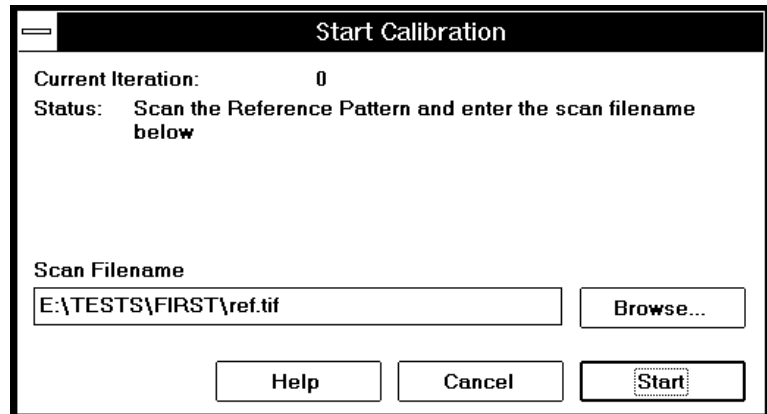 Start Calibration
Current Iteration: 0
Status: Scan the Reference Pattern and enter the scan filename
below
Scan Filename
E:\TESTS\FIRST\ref.tif
Browse...
Help Cancel Start